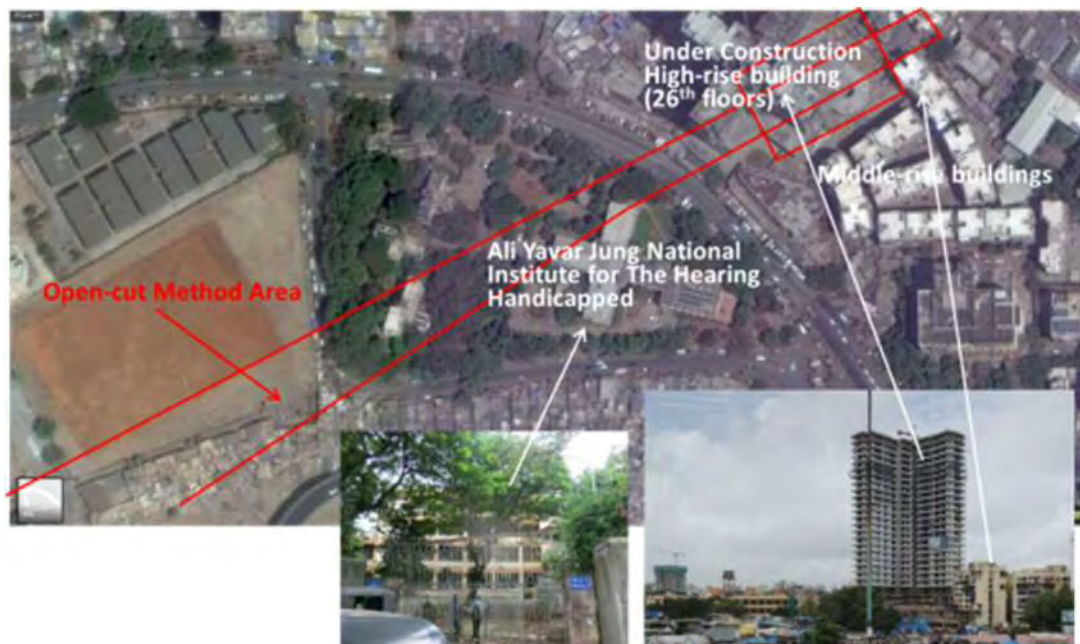 Under Construction
High-rise building
(26th floors)
Middle-rise buildings
Ali Yavar Jung National
Institute for The Hearing
Handicapped
Open-cut Method Area